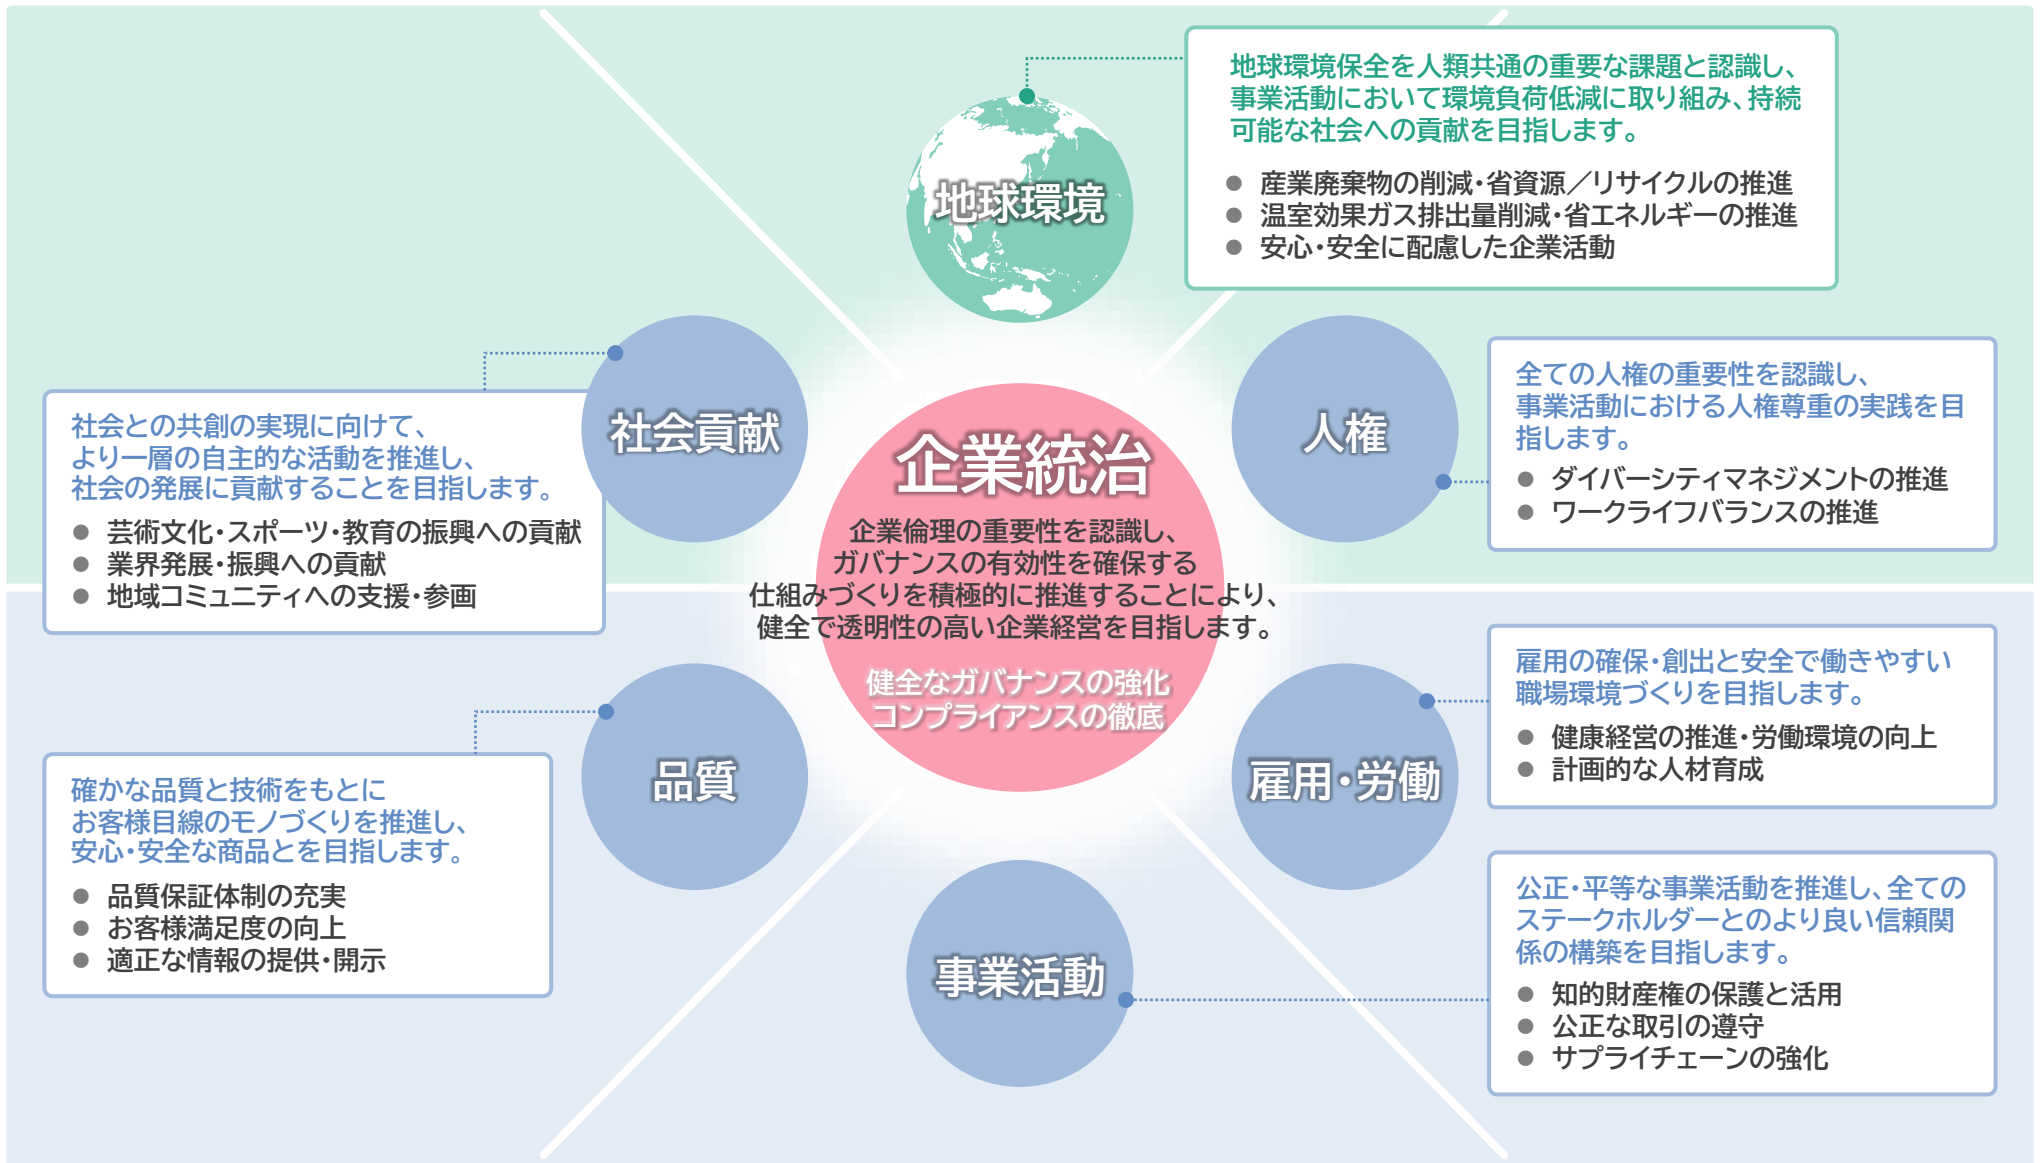 地球環境
地球環境保全を人類共通の重要な課題と認識し、
事業活動において環境負荷低減に取り組み、持続
可能な社会への貢献を目指します。
● 産業廃棄物の削減・省資源／リサイクルの推進
● 温室効果ガス排出量削減・省エネルギーの推進
● 安心・安全に配慮した企業活動
社会貢献
社会との共創の実現に向けて、
より一層の自主的な活動を推進し、
社会の発展に貢献することを目指します。
● 芸術文化・スポーツ・教育の振興への貢献
● 業界発展・振興への貢献
● 地域コミュニティへの支援・参画
人権
全ての人権の重要性を認識し、
事業活動における人権尊重の実践を目
指します。
● ダイバーシティマネジメントの推進
● ワークライフバランスの推進
企業統治
企業倫理の重要性を認識し、
ガバナンスの有効性を確保する
仕組みづくりを積極的に推進することにより、
健全で透明性の高い企業経営を目指します。
健全なガバナンスの強化
コンプライアンスの徹底
品質
確かな品質と技術をもとに
お客様目線のモノづくりを推進し、
安心・安全な商品とを目指します。
● 品質保証体制の充実
● お客様満足度の向上
● 適正な情報の提供・開示
雇用・労働
雇用の確保・創出と安全で働きやすい
職場環境づくりを目指します。
● 健康経営の推進・労働環境の向上
● 計画的な人材育成
事業活動
公正・平等な事業活動を推進し、全ての
ステークホルダーとのより良い信頼関
係の構築を目指します。
● 知的財産権の保護と活用
● 公正な取引の遵守
● サプライチェーンの強化